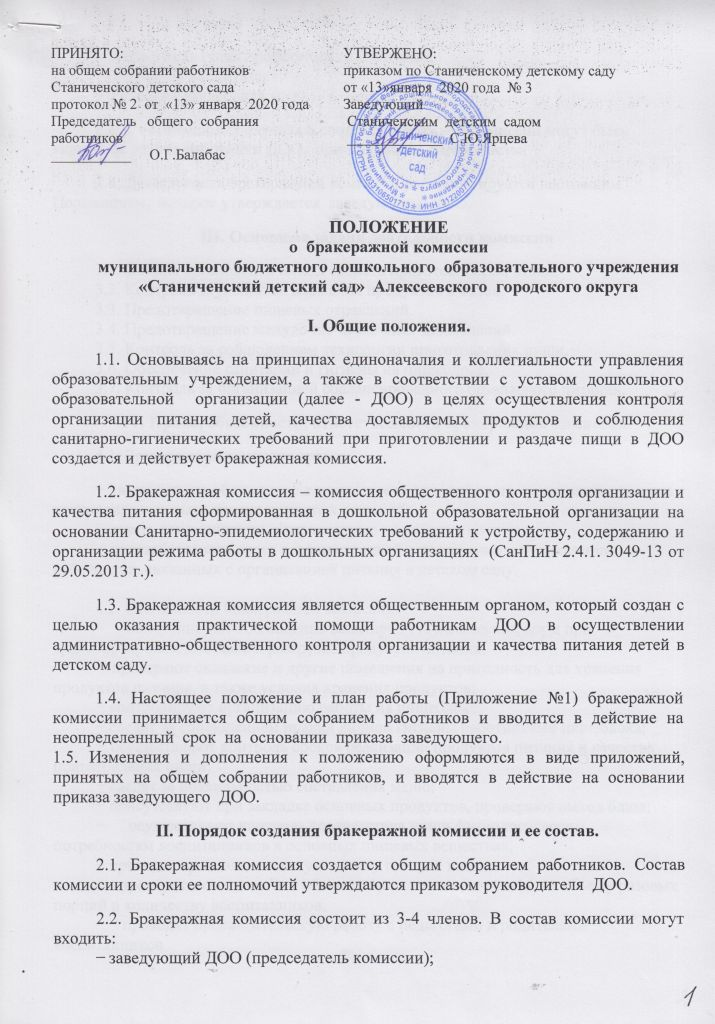 ПРИНЯТО:
на общем собрании работников
Станиченского детского сада
протокол № 2 от «13» января 2020 года
Председатель общего собрания
работников
О.Г.Балабас
УТВЕРЖЕНО:
приказом по Станиченскому детскому саду
от «13»января 2020 года № 3
Заведующий
Станиченским детским садом
С.Ю.Ярцева
Станиченский
детский
сад
ПОЛОЖЕНИЕ
о бракеражной комиссии
муниципального бюджетного дошкольного образовательного учреждения
«Станиченский детский сад» Алексеевского городского округа
I. Общие положения.
1.1. Основываясь на принципах единоначалия и коллегиальности управления
образовательным учреждением, а также в соответствии с уставом дошкольного
образовательной организации (далее - ДОО) в целях осуществления контроля
организации питания детей, качества доставляемых продуктов и соблюдения
санитарно-гигиенических требований при приготовлении и раздаче пищи в ДОО
создается и действует бракеражная комиссия.
1.2. Бракеражная комиссия – комиссия общественного контроля организации и
качества питания сформированная в дошкольной образовательной организации на
основании Санитарно-эпидемиологических требований к устройству, содержанию и
организации режима работы в дошкольных организациях (СанПиН 2.4.1. 3049-13 от
29.05.2013 г.).
1.3. Бракеражная комиссия является общественным органом, который создан с
целью оказания практической помощи работникам ДОО в осуществлении
административно-общественного контроля организации и качества питания детей в
детском саду.
1.4. Настоящее положение и план работы (Приложение №1) бракеражной
комиссии принимается общим собранием работников и вводится в действие на
неопределенный срок на основании приказа заведующего.
1.5. Изменения и дополнения к положению оформляются в виде приложений,
принятых на общем собрании работников, и вводятся в действие на основании
приказа заведующего ДОО.
II. Порядок создания бракеражной комиссии и ее состав.
2.1. Бракеражная комиссия создается общим собранием работников. Состав
комиссии и сроки ее полномочий утверждаются приказом руководителя ДОО.
2.2. Бракеражная комиссия состоит из 3-4 членов. В состав комиссии могут
входить:
− заведующий ДОО (председатель комиссии);
1